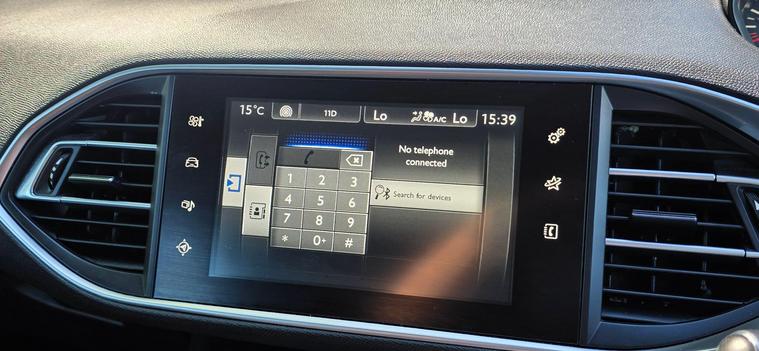 15°C 11D Lo A/C Lo 15:39
No telephone
connected
Search for devices
1 2 3
4 5 6
7 8 9
* 0+ #